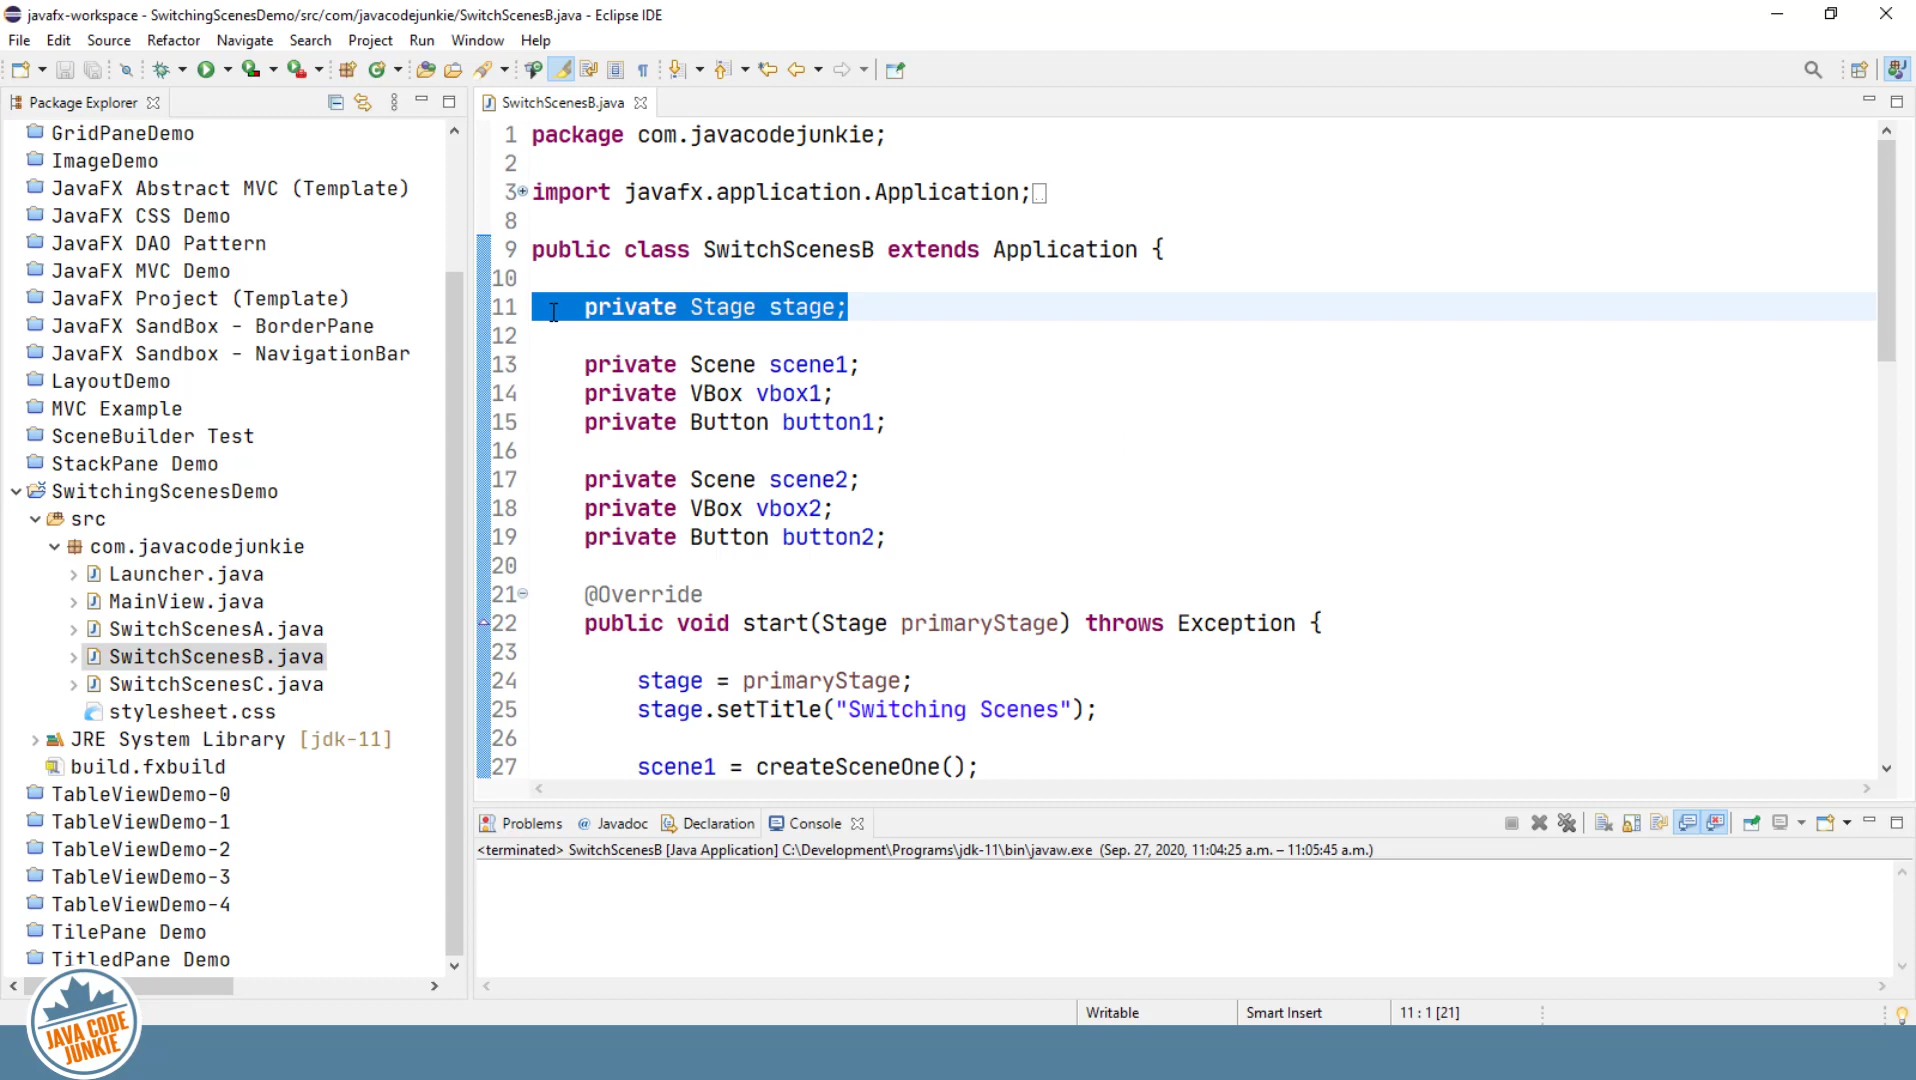 javafx-workspace - SwitchingScenesDemo/src/com/javacodejunkie/SwitchScenesB.java - Eclipse IDE
File Edit Source Refactor Navigate Search Project Run Window Help
Package Explorer
GridPaneDemo
ImageDemo
JavaFX Abstract MVC (Template)
JavaFX CSS Demo
JavaFX DAO Pattern
JavaFX MVC Demo
JavaFX Project (Template)
JavaFX SandBox - BorderPane
JavaFX Sandbox - NavigationBar
LayoutDemo
MVC Example
SceneBuilder Test
StackPane Demo
SwitchingScenesDemo
src
com.javacodejunkie
Launcher.java
MainView.java
SwitchScenesA.java
SwitchScenesB.java
SwitchScenesC.java
stylesheet.css
JRE System Library [jdk-11]
build.fxbuild
TableViewDemo-0
TableViewDemo-1
TableViewDemo-2
TableViewDemo-3
TableViewDemo-4
TilePane Demo
TitledPane Demo
SwitchScenesB.java
1 package com.javacodejunkie;
2
3 import javafx.application.Application;
8
9 public class SwitchScenesB extends Application {
10
11 private Stage stage;
12
13 private Scene scene1;
14 private VBox vbox1;
15 private Button button1;
16
17 private Scene scene2;
18 private VBox vbox2;
19 private Button button2;
20
21 @Override
22 public void start(Stage primaryStage) throws Exception {
23
24 stage = primaryStage;
25 stage.setTitle("Switching Scenes");
26
27 scene1 = createSceneOne();
Problems @ Javadoc Declaration Console
<terminated> SwitchScenesB [Java Application] C:\Development\Programs\jdk-11\bin\javaw.exe (Sep. 27, 2020, 11:04:25 a.m. – 11:05:45 a.m.)
Writable Smart Insert 11 : 1 [21]
JAVA CODE
JUNKIE